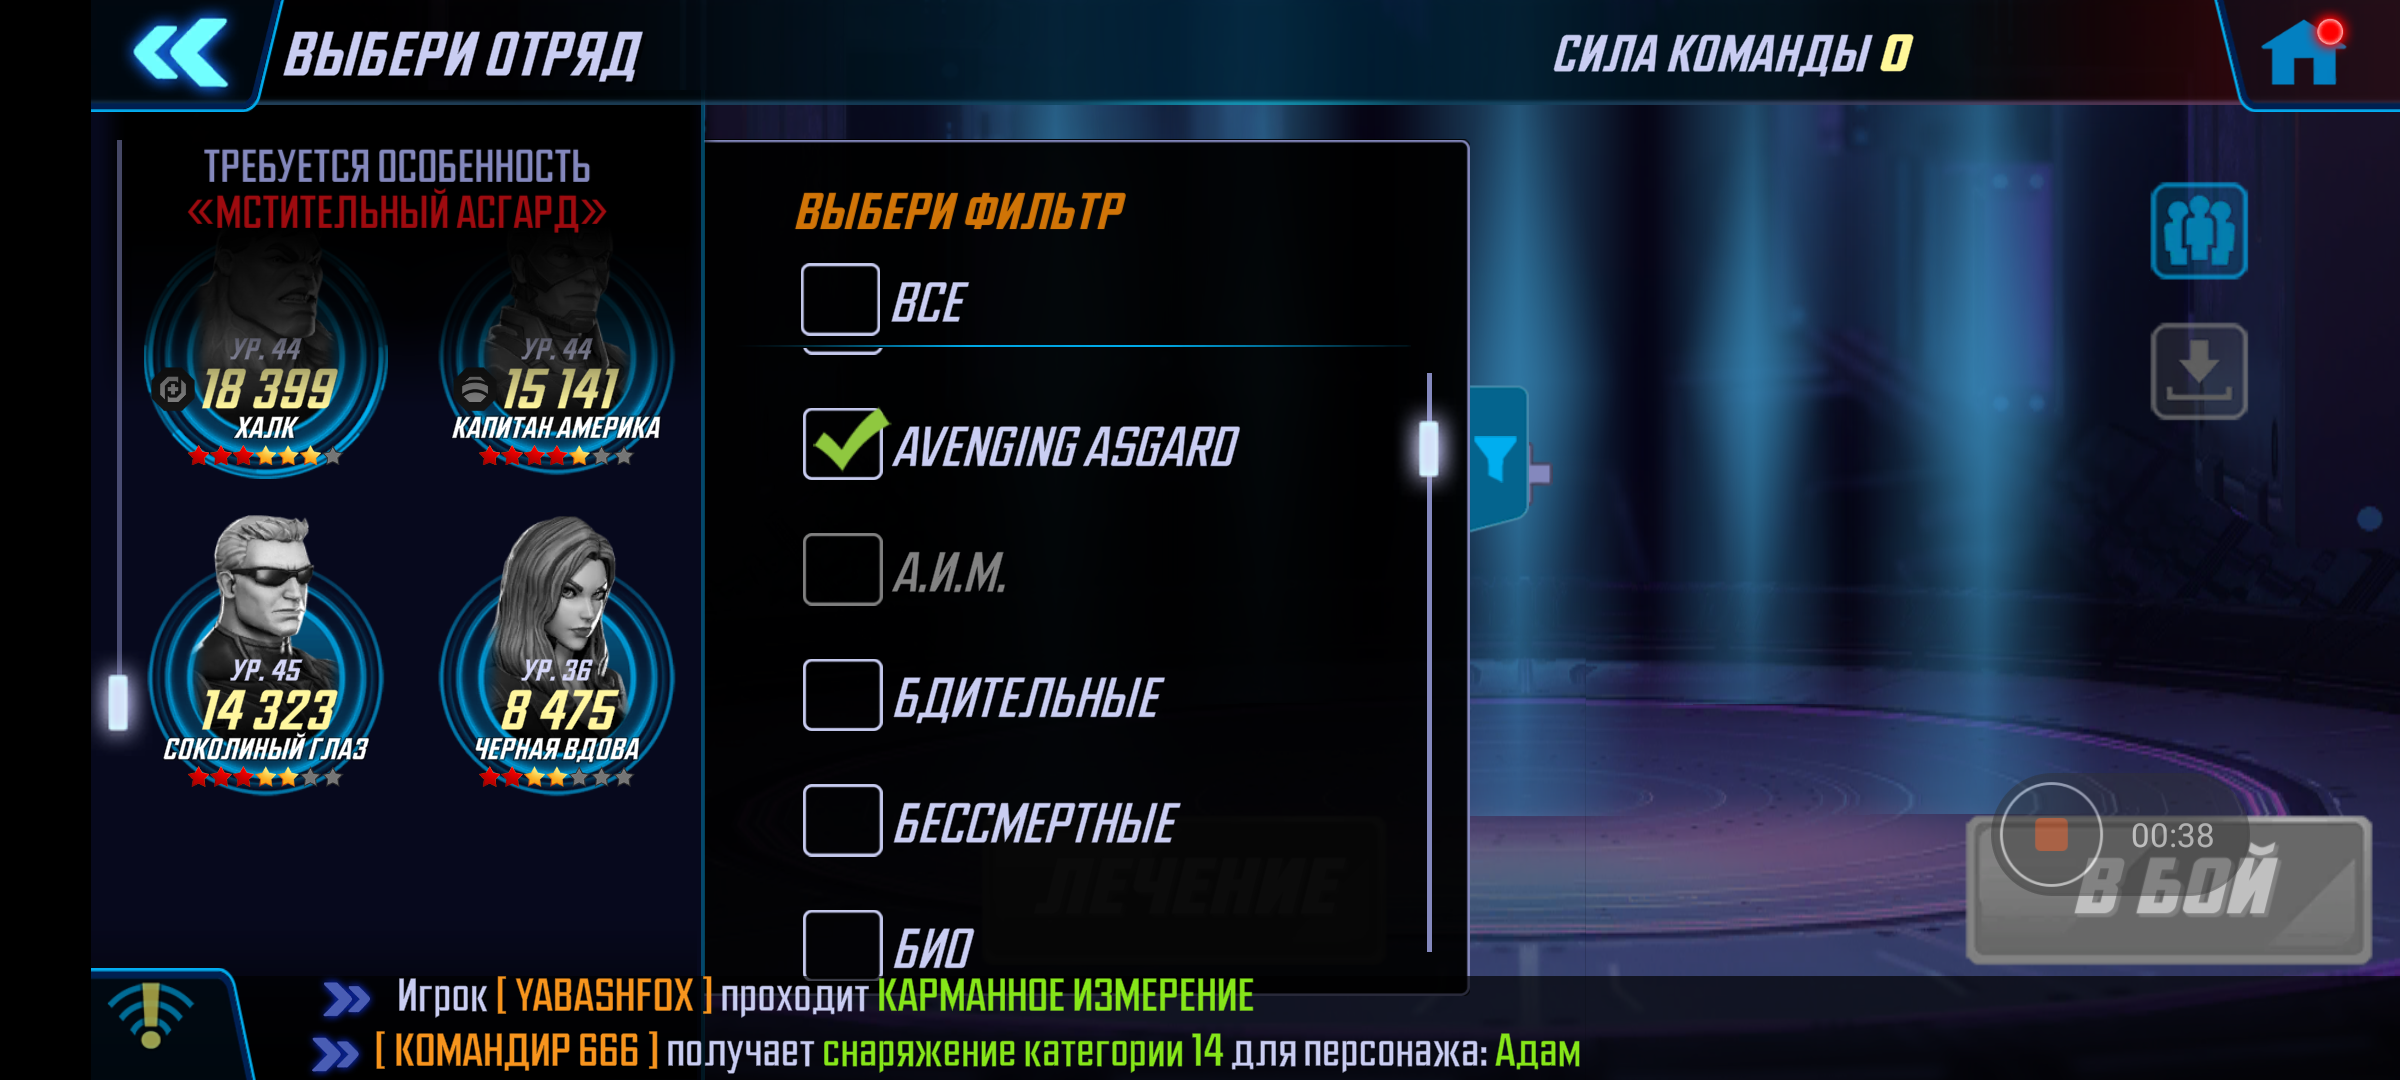 ВЫБЕРИ ОТРЯД
СИЛА КОМАНДЫ 0
ТРЕБУЕТСЯ ОСОБЕННОСТЬ
«МСТИТЕЛЬНЫЙ АСГАРД»
УР. 44
18 399
ХАЛК
УР. 44
15 141
КАПИТАН АМЕРИКА
УР. 45
14 323
СОКОЛИНЫЙ ГЛАЗ
УР. 36
8 475
ЧЕРНАЯ ВДОВА
ВЫБЕРИ ФИЛЬТР
ВСЕ
AVENGING ASGARD
А.И.М.
БДИТЕЛЬНЫЕ
БЕССМЕРТНЫЕ
БИО
ЛЕЧЕНИЕ
00:38
В БОЙ
Игрок [ YABASHFOX ] проходит КАРМАННОЕ ИЗМЕРЕНИЕ
[ КОМАНДИР 666 ] получает снаряжение категории 14 для персонажа: Адам